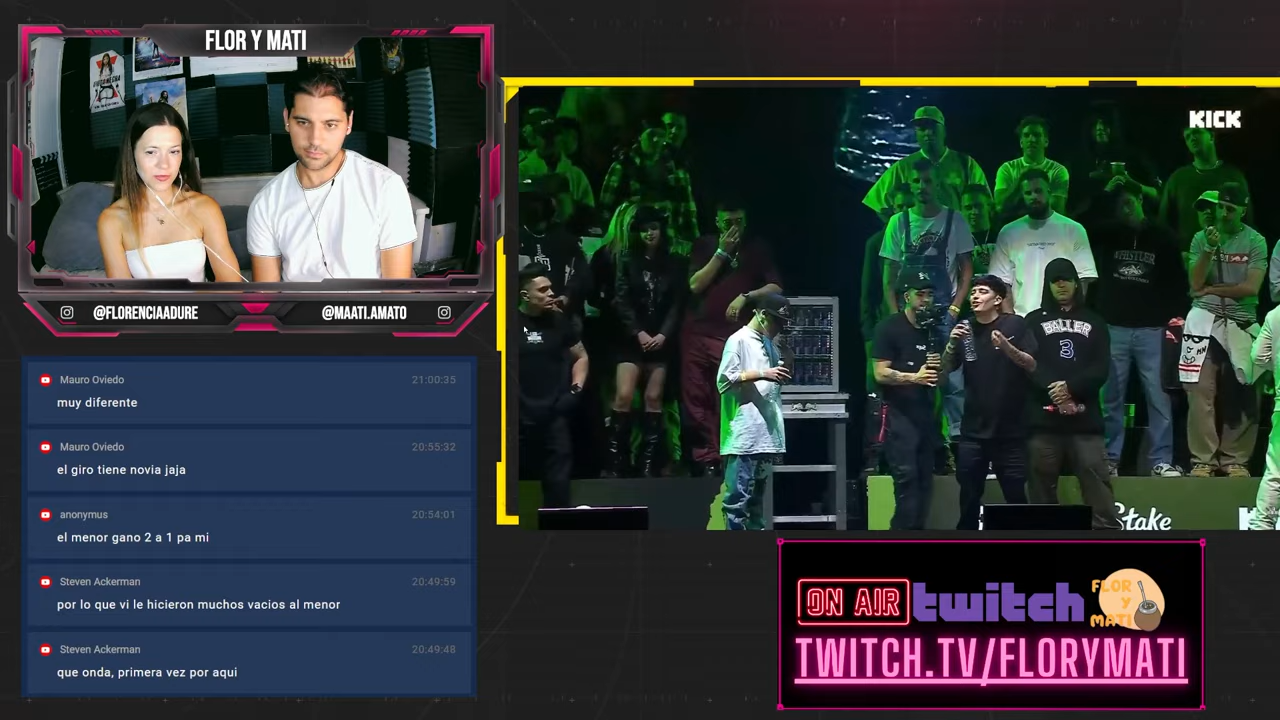 FLOR Y MATI
@FLORENCIAADURE
@MAATI.AMATO
Mauro Oviedo 21:00:35
muy diferente
Mauro Oviedo 20:55:32
el giro tiene novia jaja
anonymus 20:54:01
el menor gano 2 a 1 pa mi
Steven Ackerman 20:49:59
por lo que vi le hicieron muchos vacios al menor
Steven Ackerman 20:49:48
que onda, primera vez por aqui
KICK
WHISTLER
BALLER
3
Stake
ON AIR twitch
FLOR
Y
MATI
TWITCH.TV/FLORYMATI